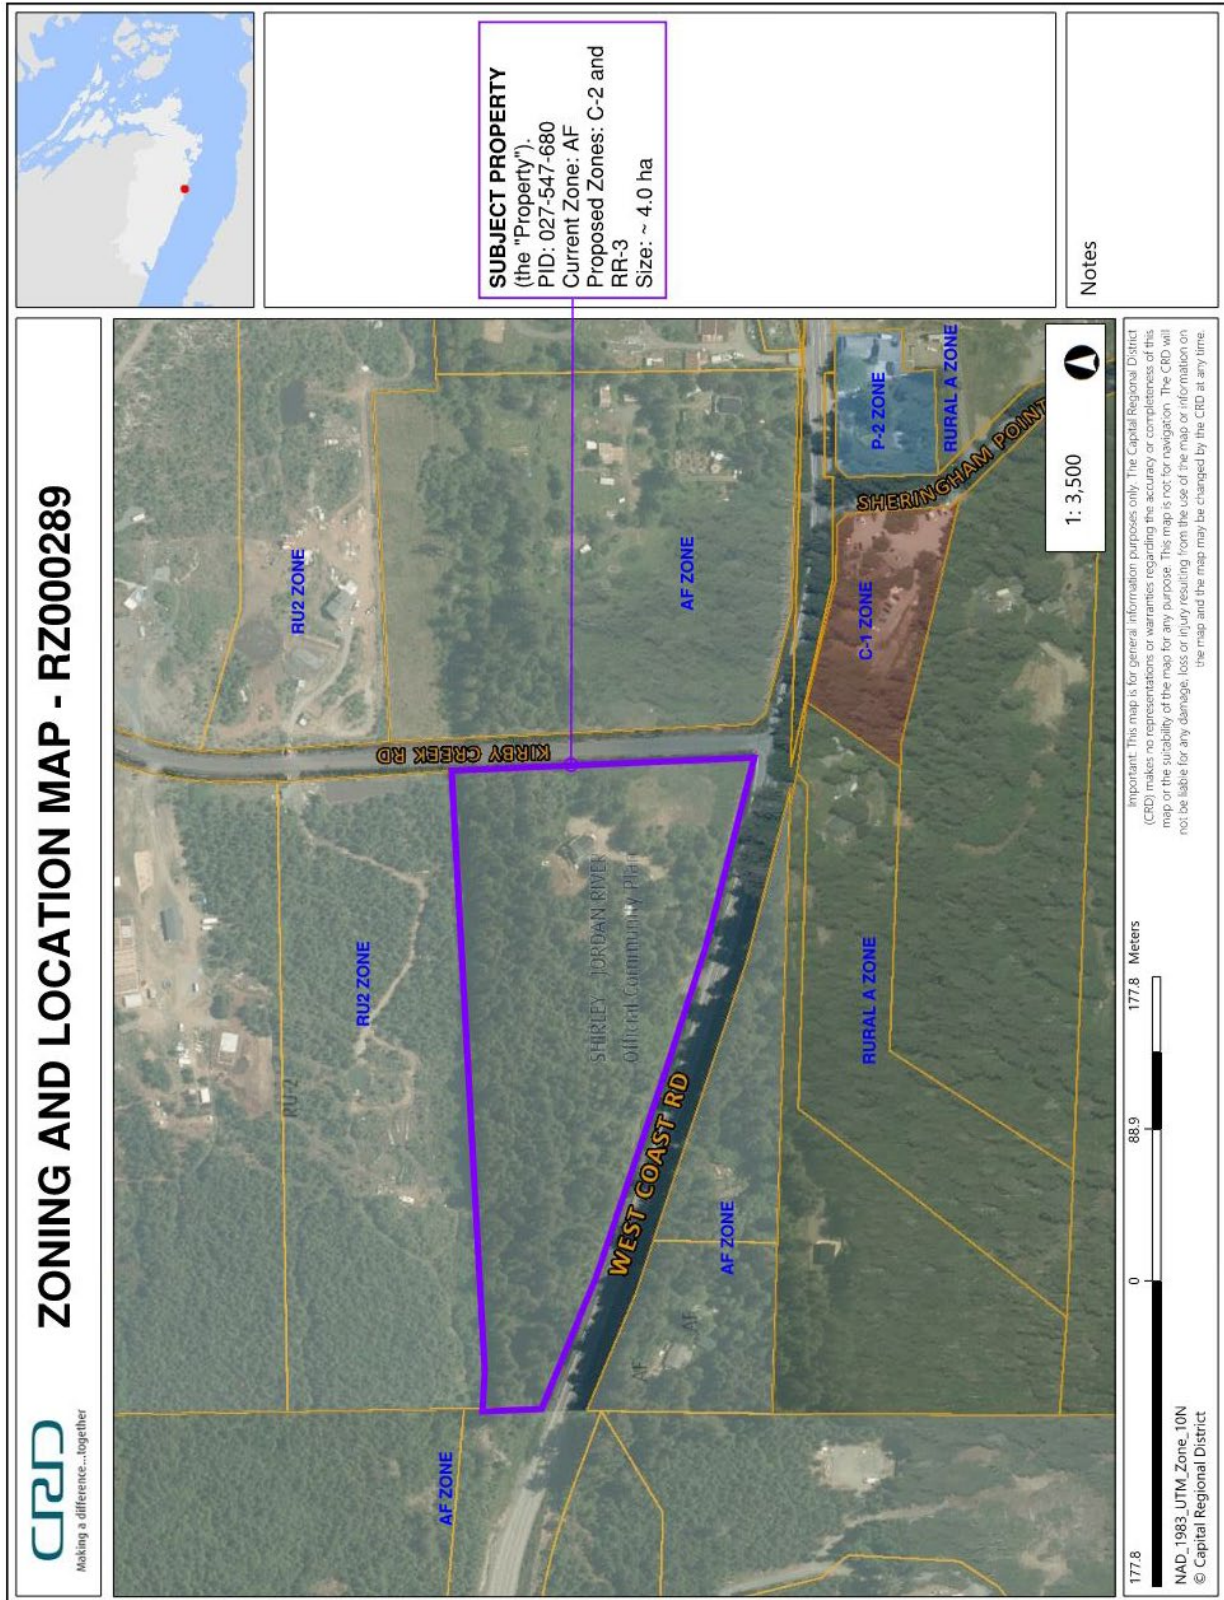 CRD
Making a difference...together
ZONING AND LOCATION MAP - RZ000289
SUBJECT PROPERTY
(the "Property").
PID: 027-547-680
Current Zone: AF
Proposed Zones: C-2 and
RR-3
Size: ~ 4.0 ha
Notes
RU2 ZONE
RU-2
RU2 ZONE
KIRBY CREEK RD
AF ZONE
AF ZONE
SHIRLEY - JORDAN RIVER
Official Community Plan
WEST COAST RD
AF
AF
AF ZONE
C-1 ZONE
P-2 ZONE
RURAL A ZONE
SHERINGHAM POINT
RURAL A ZONE
1: 3,500
177.8
0
88.9
177.8 Meters
NAD_1983_UTM_Zone_10N
© Capital Regional District
Important: This map is for general information purposes only. The Capital Regional District
(CRD) makes no representations or warranties regarding the accuracy or completeness of this
map or the suitability of the map for any purpose. This map is not for navigation. The CRD will
not be liable for any damage, loss or injury resulting from the use of the map or information on
the map and the map may be changed by the CRD at any time.